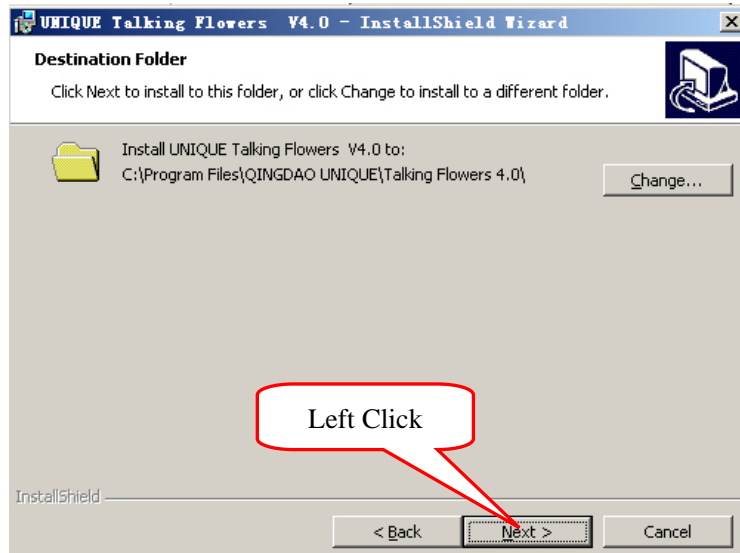 UNIQUE Talking Flowers  V4.0 - InstallShield Wizard
Destination Folder
Click Next to install to this folder, or click Change to install to a different folder.
Install UNIQUE Talking Flowers  V4.0 to:
C:\Program Files\QINGDAO UNIQUE\Talking Flowers 4.0\
Change...
Left Click
InstallShield
< Back
Next >
Cancel